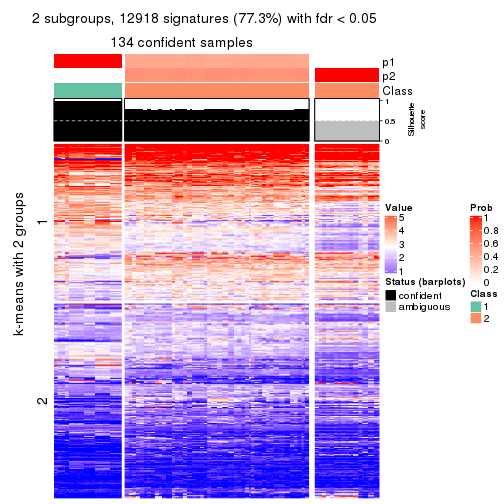 2 subgroups, 12918 signatures (77.3%) with fdr < 0.05
134 confident samples
p1
p2
Class
1
0.5
0
Silhouette
score
k-means with 2 groups
1
2
Value
5
4
3
2
1
Prob
1
0.8
0.6
0.4
0.2
0
Status (barplots)
confident
ambiguous
Class
1
2